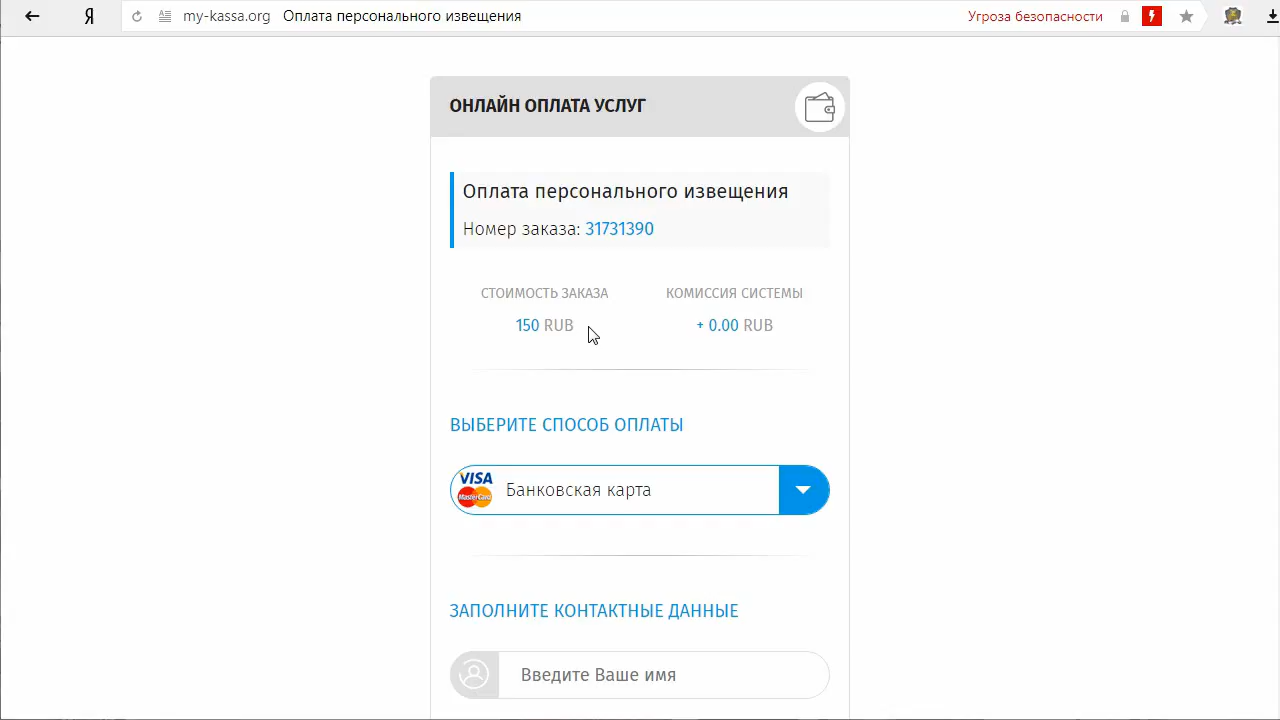 Я my-kassa.org Оплата персонального извещения Угроза безопасности
ОНЛАЙН ОПЛАТА УСЛУГ
Оплата персонального извещения
Номер заказа: 31731390
СТОИМОСТЬ ЗАКАЗА КОМИССИЯ СИСТЕМЫ
150 RUB + 0.00 RUB
ВЫБЕРИТЕ СПОСОБ ОПЛАТЫ
VISA
MasterCard
Банковская карта
ЗАПОЛНИТЕ КОНТАКТНЫЕ ДАННЫЕ
Введите Ваше имя